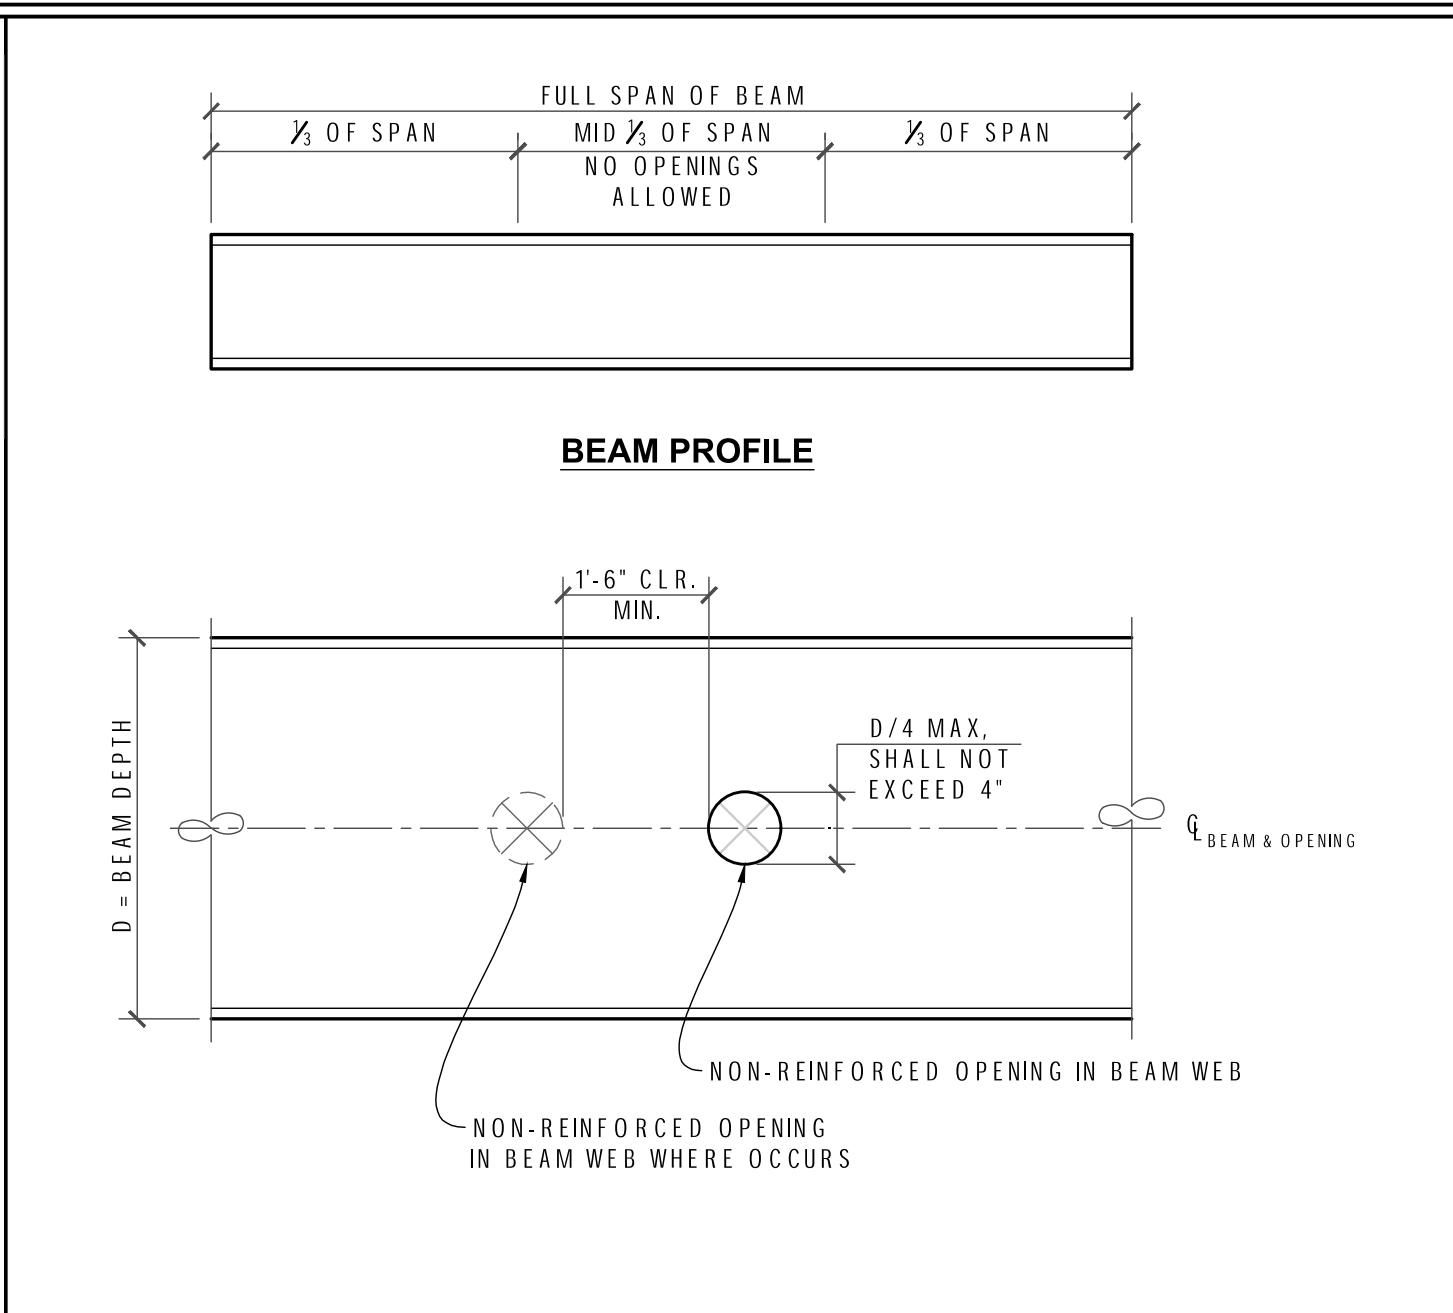 FULL SPAN OF BEAM
1/3 OF SPAN
MID 1/3 OF SPAN
1/3 OF SPAN
NO OPENINGS
ALLOWED
BEAM PROFILE
1'-6" CLR.
MIN.
D = BEAM DEPTH
D/4 MAX,
SHALL NOT
EXCEED 4"
℄ BEAM & OPENING
NON-REINFORCED OPENING IN BEAM WEB
NON-REINFORCED OPENING
IN BEAM WEB WHERE OCCURS